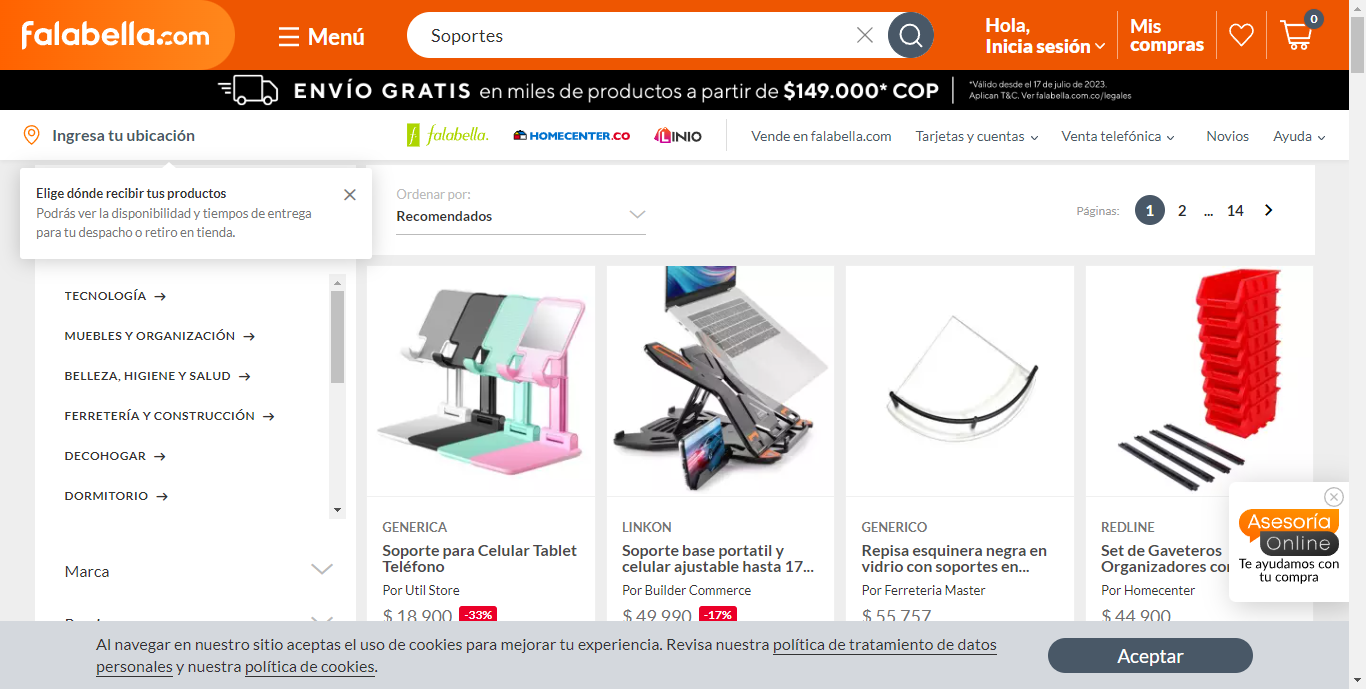 falabella.com
Menú
Soportes
Hola,
Inicia sesión
Mis
compras
0
ENVÍO GRATIS en miles de productos a partir de $149.000* COP
*Válido desde el 17 de julio de 2023.
Aplican T&C. Ver falabella.com.co/legales
Ingresa tu ubicación
falabella.
HOMECENTER.CO
LINIO
Vende en falabella.com
Tarjetas y cuentas
Venta telefónica
Novios
Ayuda
Elige dónde recibir tus productos
Podrás ver la disponibilidad y tiempos de entrega
para tu despacho o retiro en tienda.
Ordenar por:
Recomendados
Páginas:
1
2
...
14
TECNOLOGÍA
MUEBLES Y ORGANIZACIÓN
BELLEZA, HIGIENE Y SALUD
FERRETERÍA Y CONSTRUCCIÓN
DECOHOGAR
DORMITORIO
Marca
GENERICA
Soporte para Celular Tablet
Teléfono
Por Util Store
$ 18.900
-33%
LINKON
Soporte base portatil y
celular ajustable hasta 17...
Por Builder Commerce
$ 49.990
-17%
GENERICO
Repisa esquinera negra en
vidrio con soportes en...
Por Ferreteria Master
$ 55.757
REDLINE
Set de Gaveteros
Organizadores
Por Homecenter
$ 44.900
Asesoría
Online
Te ayudamos con
tu compra
Al navegar en nuestro sitio aceptas el uso de cookies para mejorar tu experiencia. Revisa nuestra política de tratamiento de datos
personales y nuestra política de cookies.
Aceptar